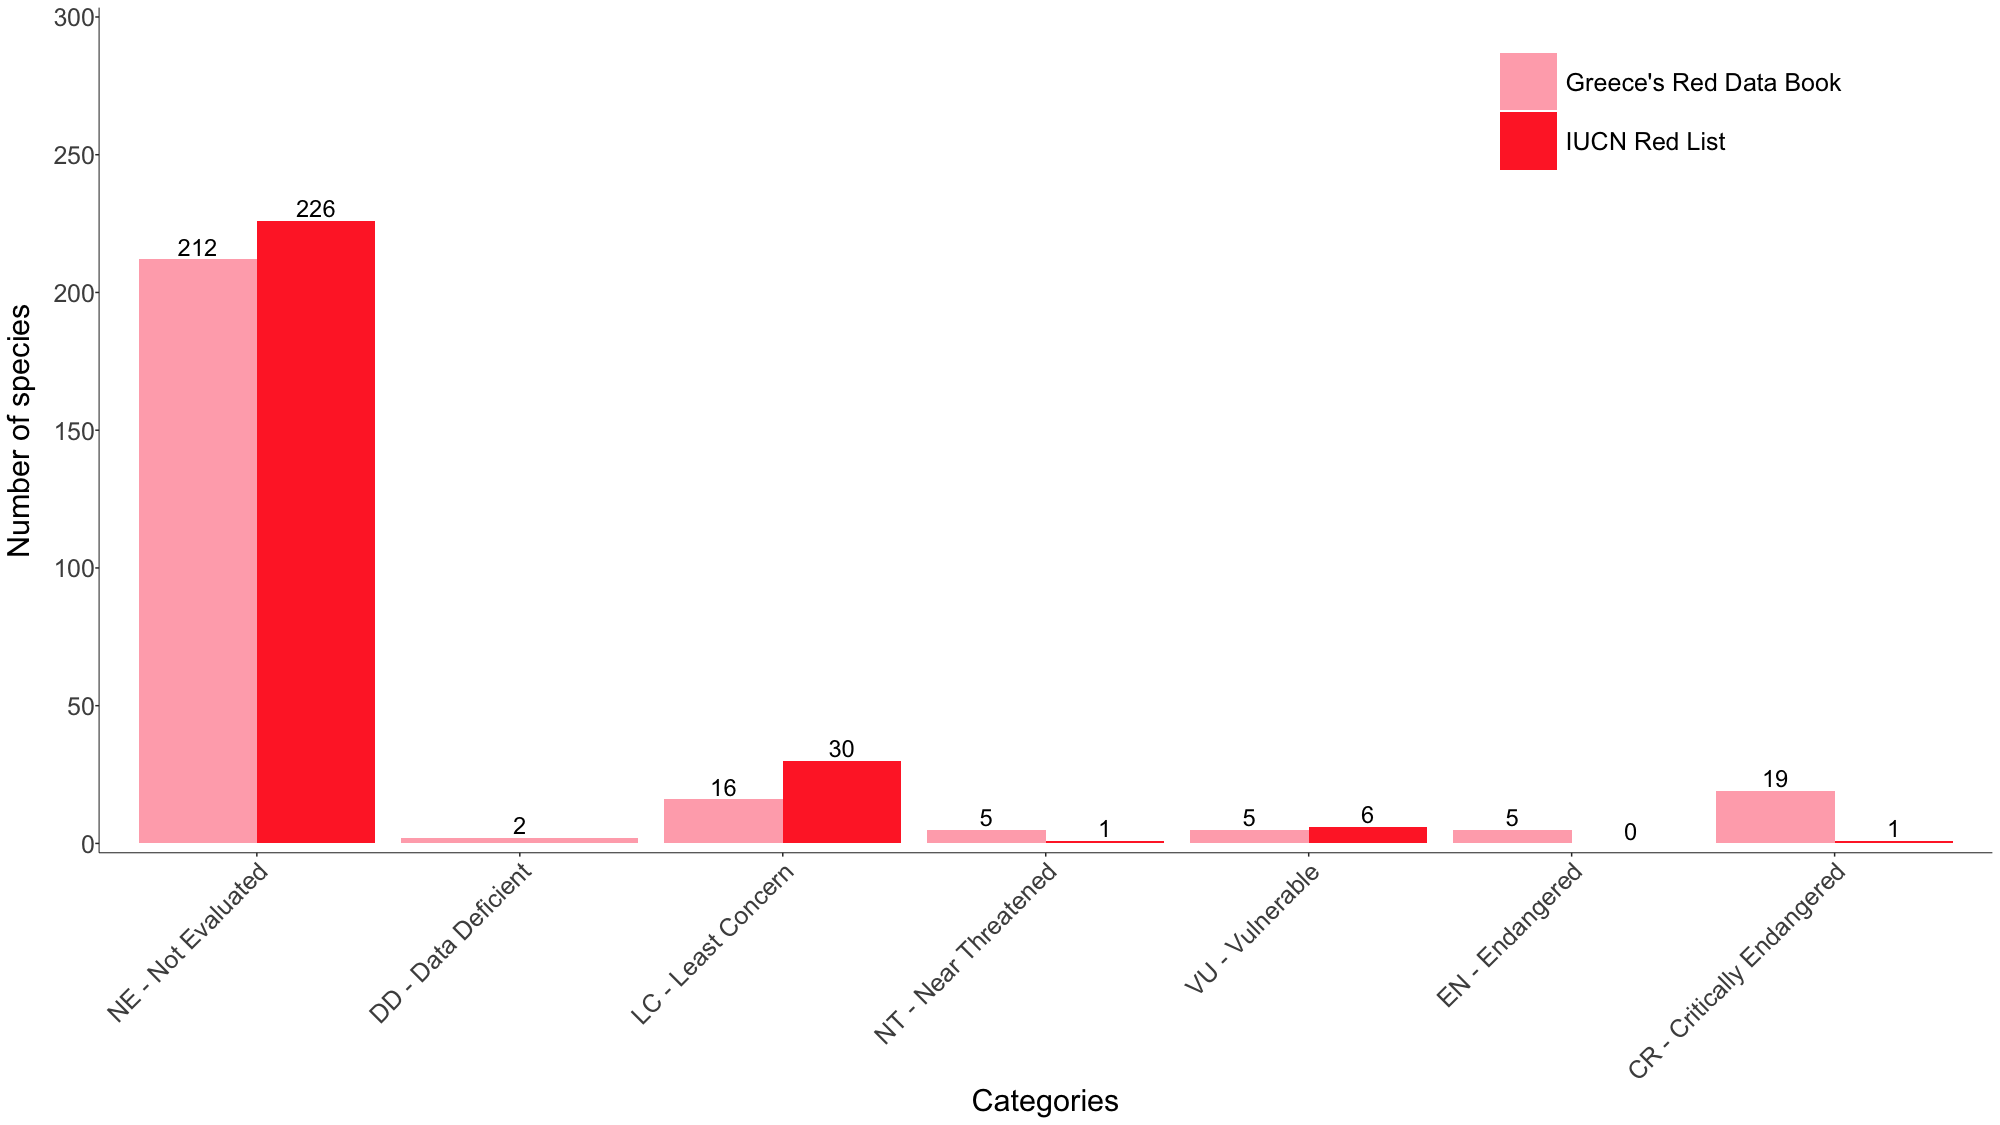 300
250
200
150
100
50
0
Number of species
Greece's Red Data Book
IUCN Red List
212
226
2
16
30
5
1
5
6
5
0
19
1
NE - Not Evaluated
DD - Data Deficient
LC - Least Concern
NT - Near Threatened
VU - Vulnerable
EN - Endangered
CR - Critically Endangered
Categories